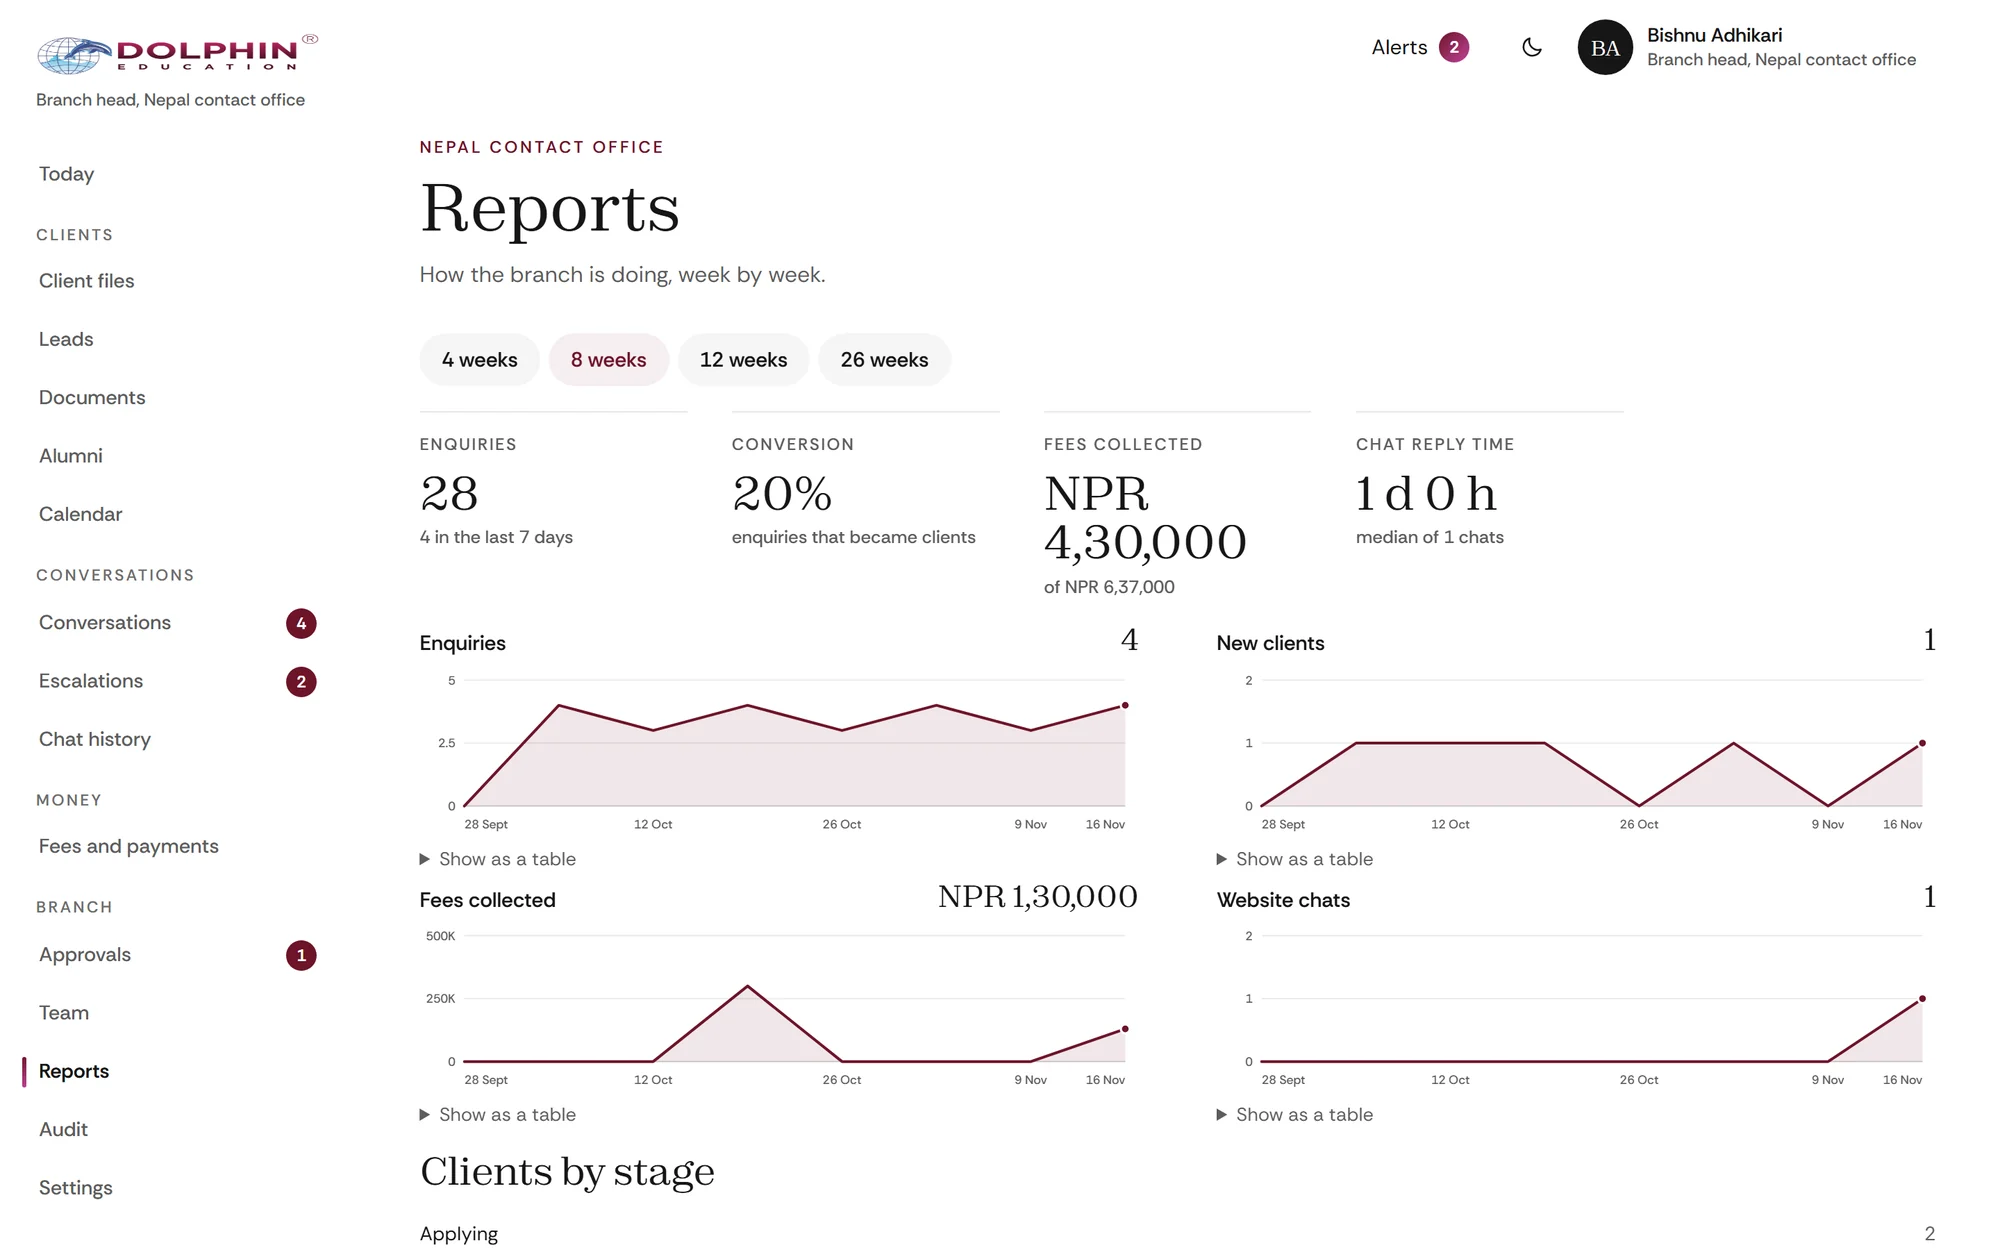 DOLPHIN®
EDUCATION
Branch head, Nepal contact office
Today
CLIENTS
Client files
Leads
Documents
Alumni
Calendar
CONVERSATIONS
Conversations 4
Escalations 2
Chat history
MONEY
Fees and payments
BRANCH
Approvals 1
Team
Reports
Audit
Settings
Alerts 2
BA
Bishnu Adhikari
Branch head, Nepal contact office
NEPAL CONTACT OFFICE
Reports
How the branch is doing, week by week.
4 weeks 8 weeks 12 weeks 26 weeks
ENQUIRIES
28
4 in the last 7 days
CONVERSION
20%
enquiries that became clients
FEES COLLECTED
NPR
4,30,000
of NPR 6,37,000
CHAT REPLY TIME
1 d 0 h
median of 1 chats
Enquiries 4
5
2.5
0
28 Sept 12 Oct 26 Oct 9 Nov 16 Nov
▶ Show as a table
New clients 1
2
1
0
28 Sept 12 Oct 26 Oct 9 Nov 16 Nov
▶ Show as a table
Fees collected NPR 1,30,000
500K
250K
0
28 Sept 12 Oct 26 Oct 9 Nov 16 Nov
▶ Show as a table
Website chats 1
2
1
0
28 Sept 12 Oct 26 Oct 9 Nov 16 Nov
▶ Show as a table
Clients by stage
Applying 2